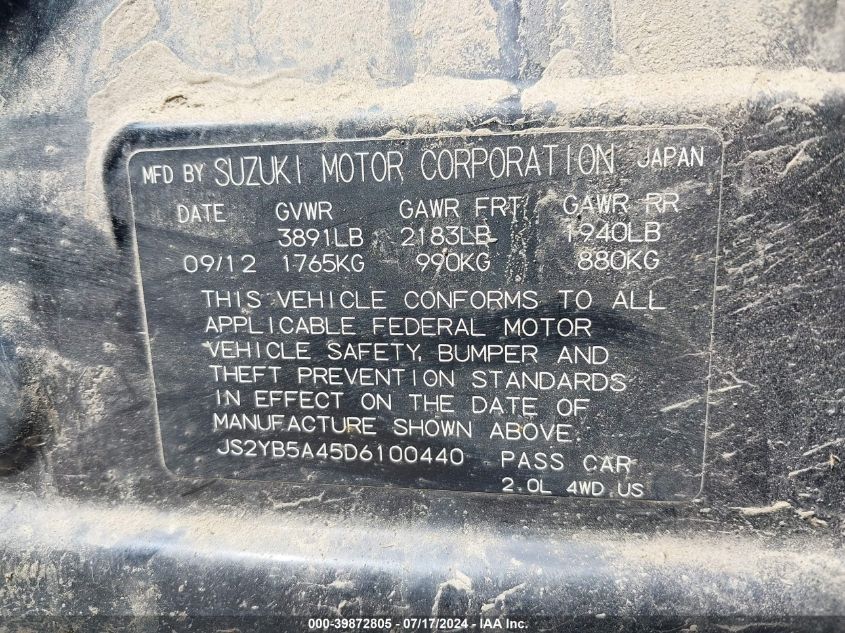 MFD BY SUZUKI MOTOR CORPORATION JAPAN
DATE GVWR GAWR FRT GAWR RR
3891LB 2183LB 1940LB
09/12 1765KG 990KG 880KG
THIS VEHICLE CONFORMS TO ALL
APPLICABLE FEDERAL MOTOR
VEHICLE SAFETY, BUMPER AND
THEFT PREVENTION STANDARDS
IN EFFECT ON THE DATE OF
MANUFACTURE SHOWN ABOVE.
JS2YB5A45D6100440 PASS CAR
2.0L 4WD US
000-39872805 - 07/17/2024 - IAA Inc.